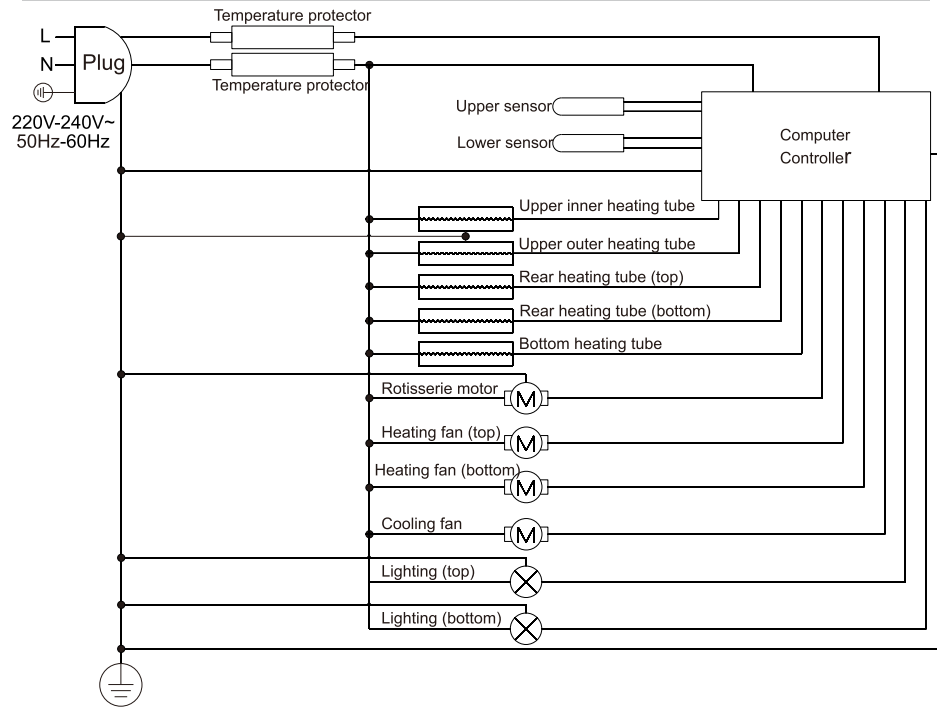 Temperature protector
L
N
Plug
Temperature protector
220V-240V~
50Hz-60Hz
Upper sensor
Lower sensor
Computer
Controller
Upper inner heating tube
Upper outer heating tube
Rear heating tube (top)
Rear heating tube (bottom)
Bottom heating tube
Rotisserie motor
M
Heating fan (top)
M
Heating fan (bottom)
M
Cooling fan
M
Lighting (top)
Lighting (bottom)